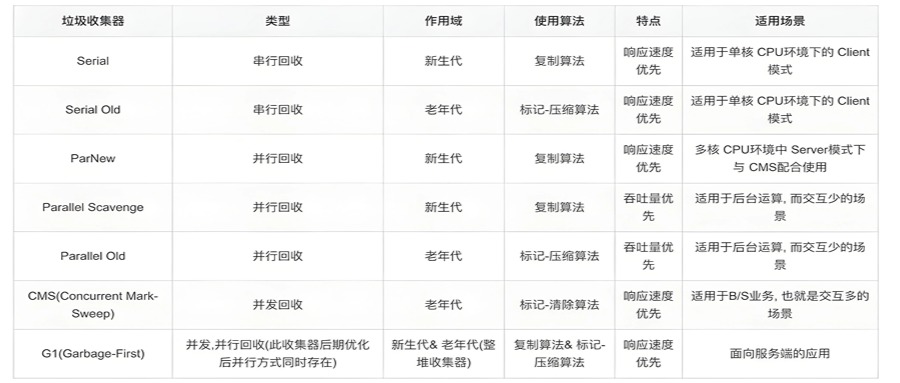 垃圾收集器 类型 作用域 使用算法 特点 适用场景
Serial 串行回收 新生代 复制算法 响应速度优先 适用于单核 CPU环境下的 Client模式
Serial Old 串行回收 老年代 标记-压缩算法 响应速度优先 适用于单核 CPU环境下的 Client模式
ParNew 并行回收 新生代 复制算法 响应速度优先 多核 CPU环境中 Server模式下与 CMS配合使用
Parallel Scavenge 并行回收 新生代 复制算法 吞吐量优先 适用于后台运算, 而交互少的场景
Parallel Old 并行回收 老年代 标记-压缩算法 吞吐量优先 适用于后台运算, 而交互少的场景
CMS(Concurrent Mark-Sweep) 并发回收 老年代 标记-清除算法 响应速度优先 适用于B/S业务, 也就是交互多的场景
G1(Garbage-First) 并发,并行回收(此收集器后期优化后并行方式同时存在) 新生代& 老年代(整堆收集器) 复制算法& 标记-压缩算法 响应速度优先 面向服务端的应用